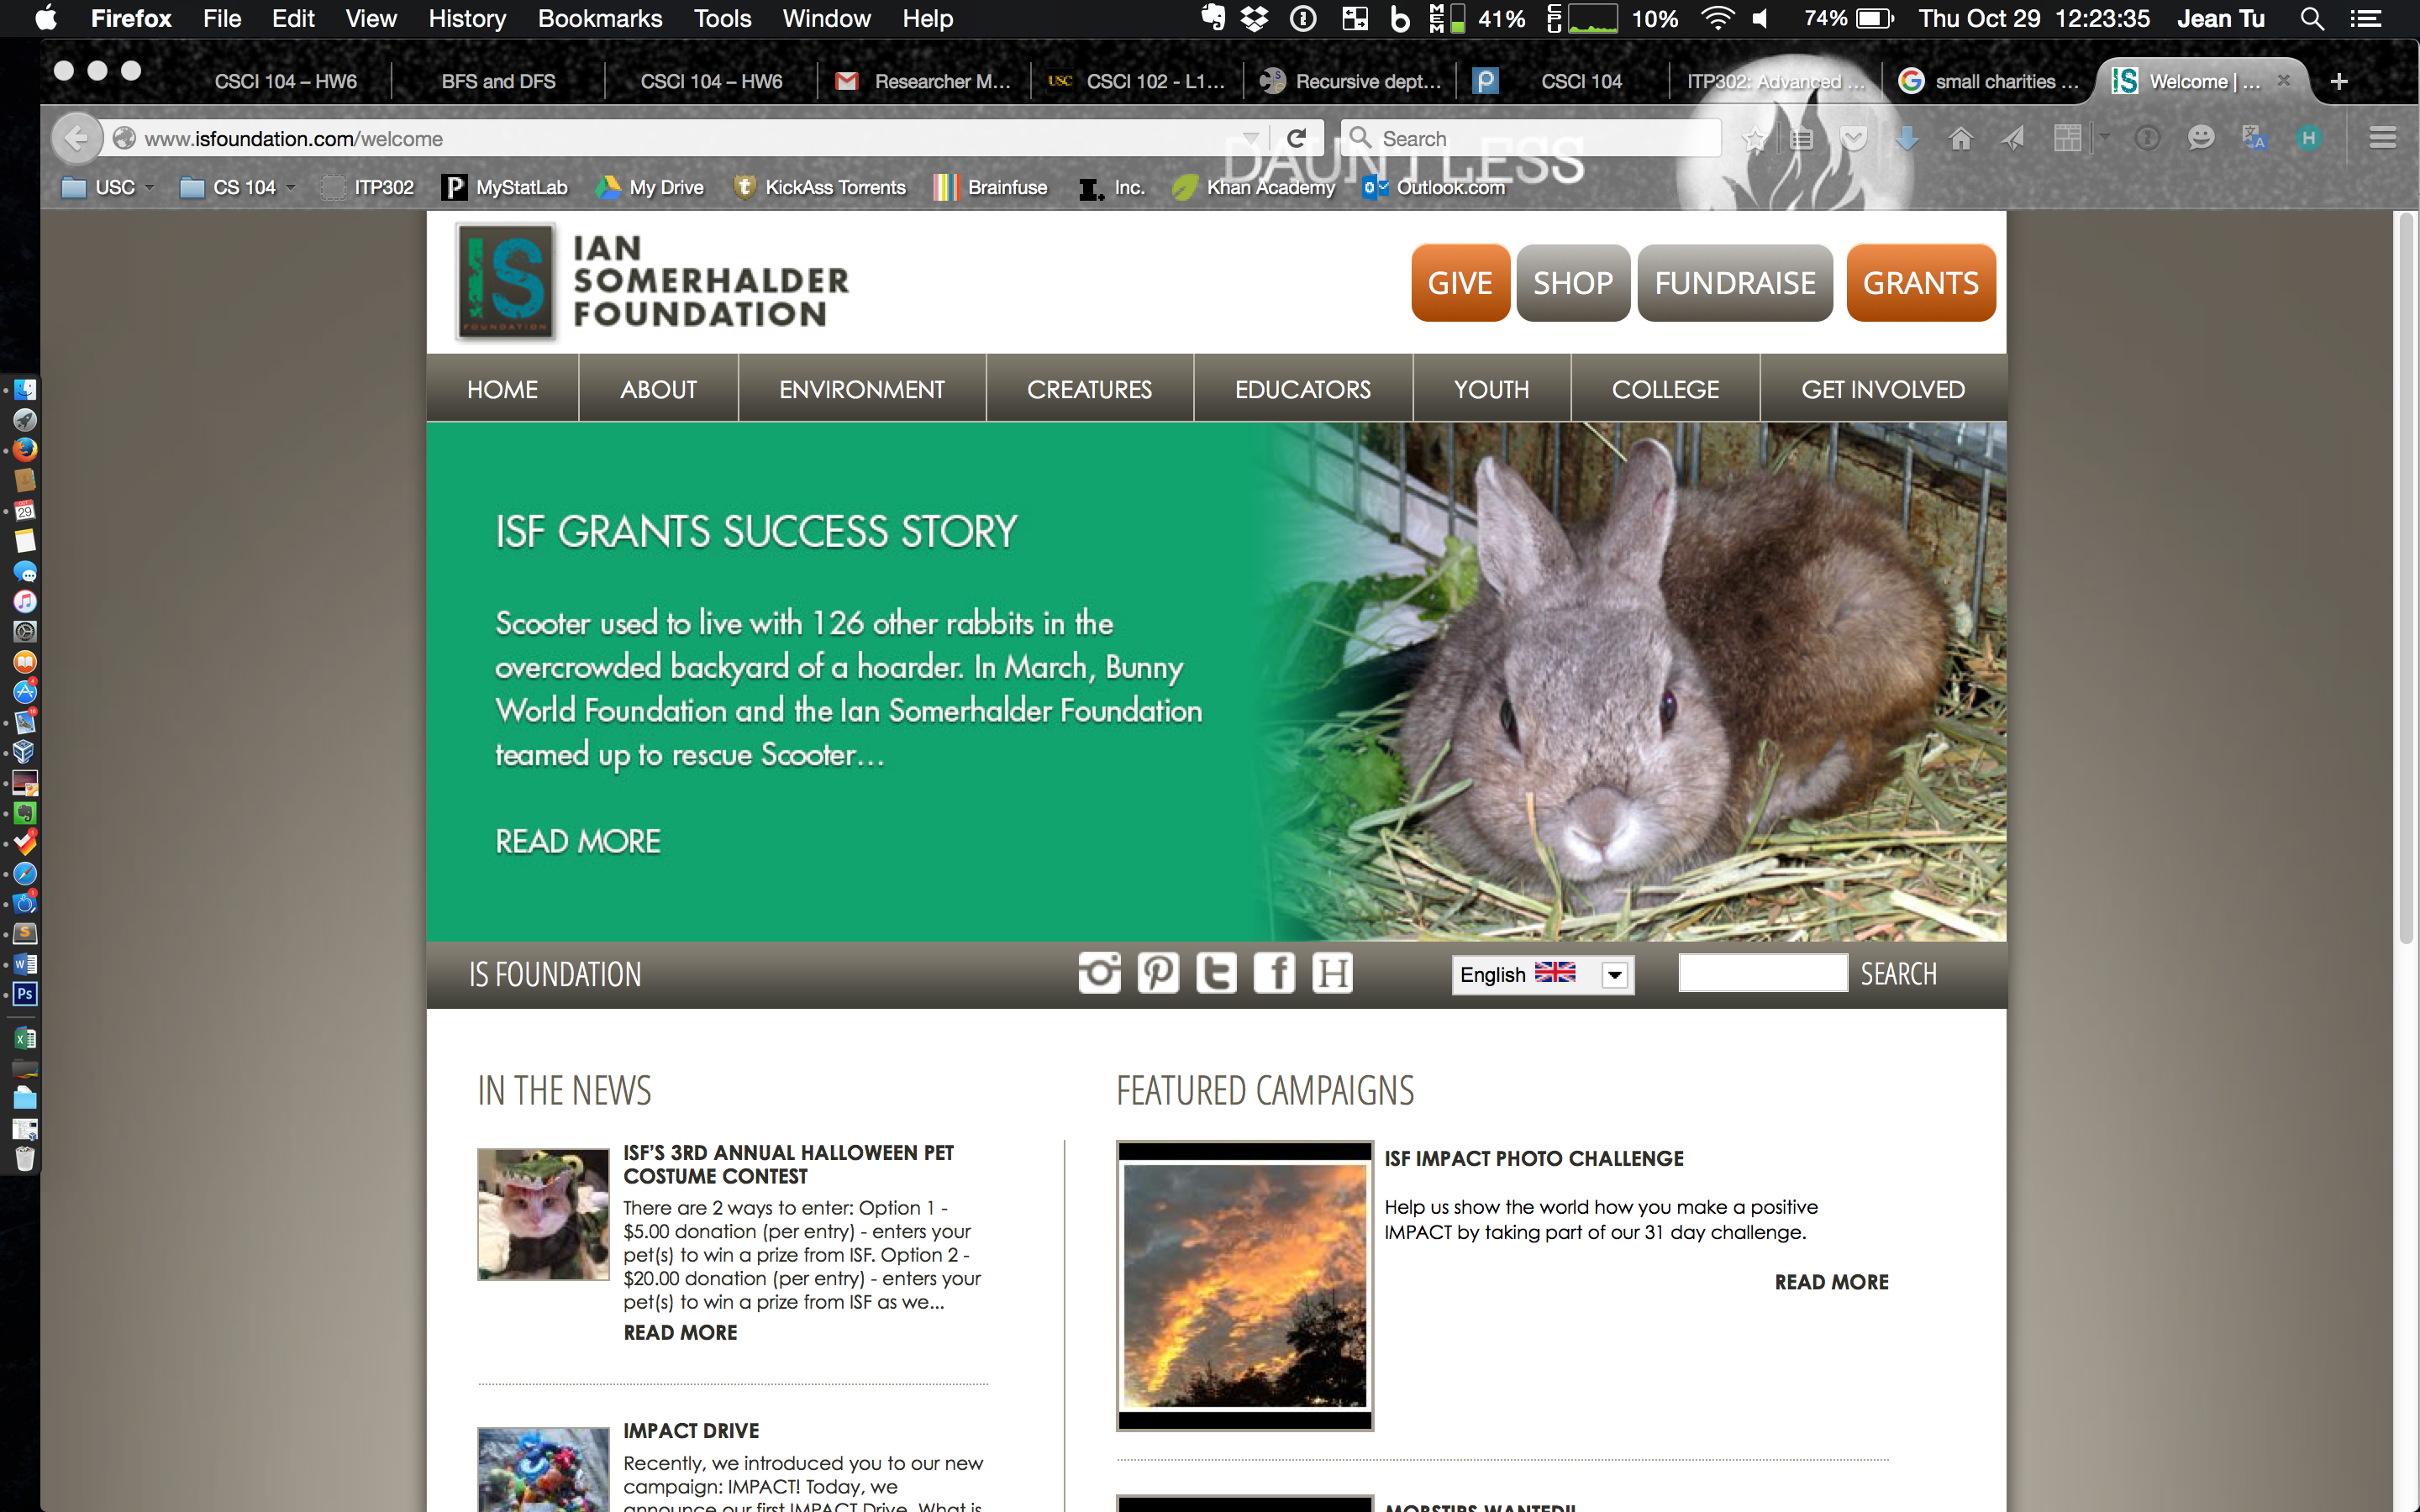 Firefox File Edit View History Bookmarks Tools Window Help
MEM 41% CPU 10% 74% Thu Oct 29 12:23:35 Jean Tu
CSCI 104 – HW6
BFS and DFS
CSCI 104 – HW6
Researcher M...
USC CSCI 102 - L1...
Recursive dept...
CSCI 104
ITP302: Advanced ...
small charities ...
IS Welcome | ...
www.isfoundation.com/welcome
Search
DAUNTLESS
USC
CS 104
ITP302
MyStatLab
My Drive
KickAss Torrents
Brainfuse
Inc.
Khan Academy
Outlook.com
IS
FOUNDATION
IAN
SOMERHALDER
FOUNDATION
GIVE
SHOP
FUNDRAISE
GRANTS
HOME
ABOUT
ENVIRONMENT
CREATURES
EDUCATORS
YOUTH
COLLEGE
GET INVOLVED
ISF GRANTS SUCCESS STORY
Scooter used to live with 126 other rabbits in the
overcrowded backyard of a hoarder. In March, Bunny
World Foundation and the Ian Somerhalder Foundation
teamed up to rescue Scooter...
READ MORE
IS FOUNDATION
English
SEARCH
IN THE NEWS
ISF'S 3RD ANNUAL HALLOWEEN PET
COSTUME CONTEST
There are 2 ways to enter: Option 1 -
$5.00 donation (per entry) - enters your
pet(s) to win a prize from ISF. Option 2 -
$20.00 donation (per entry) - enters your
pet(s) to win a prize from ISF as we...
READ MORE
IMPACT DRIVE
Recently, we introduced you to our new
campaign: IMPACT! Today, we
announce our first IMPACT Drive. What is
FEATURED CAMPAIGNS
ISF IMPACT PHOTO CHALLENGE
Help us show the world how you make a positive
IMPACT by taking part of our 31 day challenge.
READ MORE